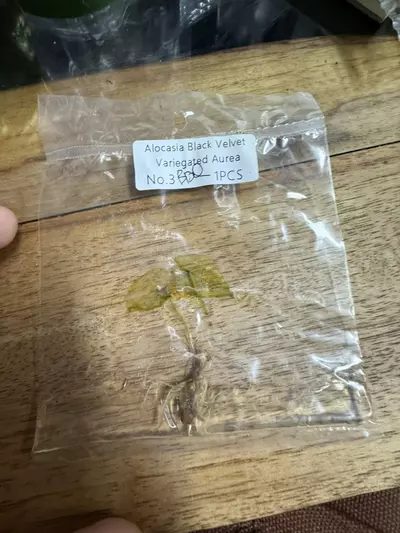 Alocasia Black Velvet
Variegated Aurea
No.3 1PCS